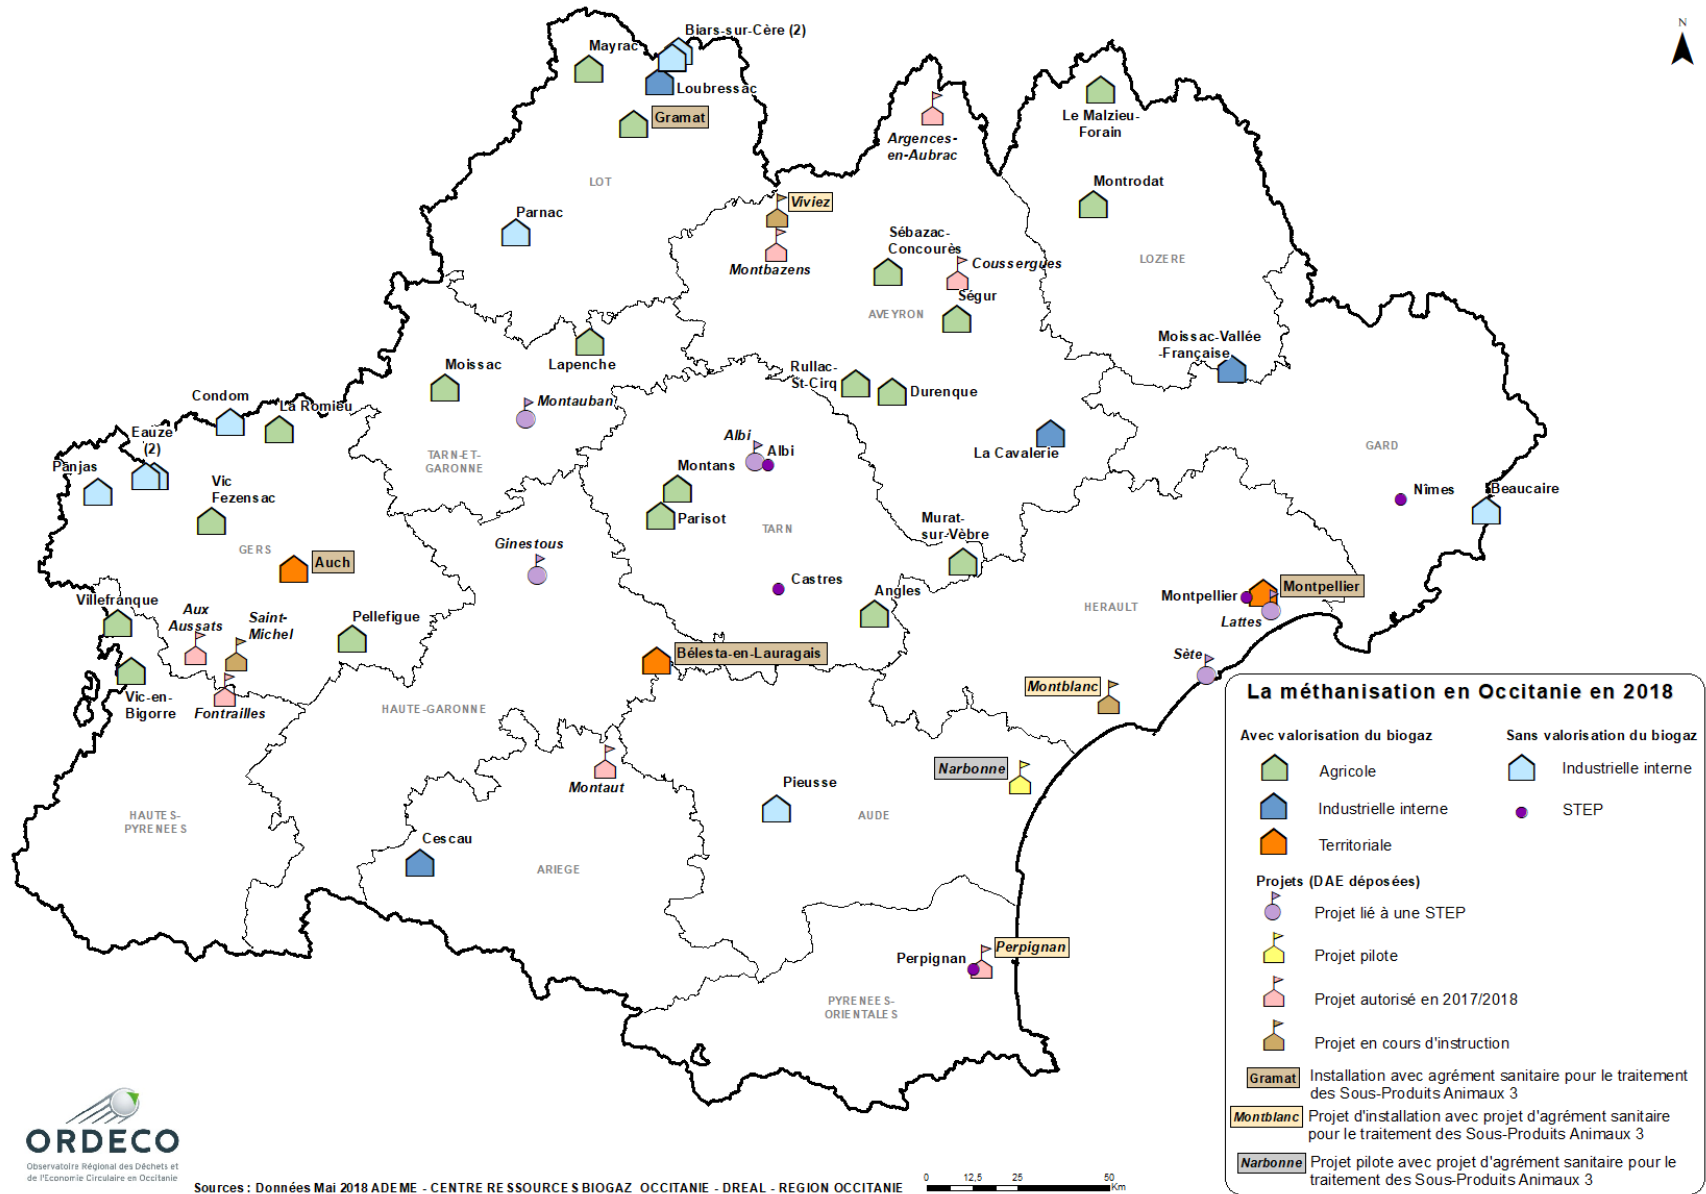 N
Biars-sur-Cère (2)
Mayrac
Loubressac
Gramat
LOT
Parnac
Argences-
en-Aubrac
Le Malzieu-
Forain
Montrodat
LOZERE
Viviez
Montbazens
Sébazac-
Concourès
Coussergues
Ségur
AVEYRON
Moissac-Vallée
-Française
Lapenche
Moissac
Montauban
TARN-ET-
GARONNE
Rullac-
St-Cirq
Durenque
La Cavalerie
GARD
Condom
La Romieu
Eauze
(2)
Panjas
Vic
Fezensac
GERS
Auch
Albi
Albi
Montans
Parisot
TARN
Nîmes
Beaucaire
Murat-
sur-Vèbre
Ginestous
Castres
Angles
HERAULT
Montpellier
Montpellier
Lattes
Sète
Villefranque
Aux
Aussats
Saint-
Michel
Pellefigue
Vic-en-
Bigorre
Fontrailles
Bélesta-en-Lauragais
HAUTE-GARONNE
Montblanc
Narbonne
Montaut
Pieusse
AUDE
HAUTES-
PYRENEES
Cescau
ARIEGE
Perpignan
Perpignan
PYRENEES-
ORIENTALES
La méthanisation en Occitanie en 2018
Avec valorisation du biogaz
Sans valorisation du biogaz
Agricole
Industrielle interne
Industrielle interne
STEP
Territoriale
Projets (DAE déposées)
Projet lié à une STEP
Projet pilote
Projet autorisé en 2017/2018
Projet en cours d'instruction
Gramat
Installation avec agrément sanitaire pour le traitement
des Sous-Produits Animaux 3
Montblanc
Projet d'installation avec projet d'agrément sanitaire
pour le traitement des Sous-Produits Animaux 3
Narbonne
Projet pilote avec projet d'agrément sanitaire pour le
traitement des Sous-Produits Animaux 3
ORDECO
Observatoire Régional des Déchets et
de l'Economie Circulaire en Occitanie
Sources : Données Mai 2018 ADEME - CENTRE RESSOURCES BIOGAZ OCCITANIE - DREAL - REGION OCCITANIE
0 12,5 25 50
Km